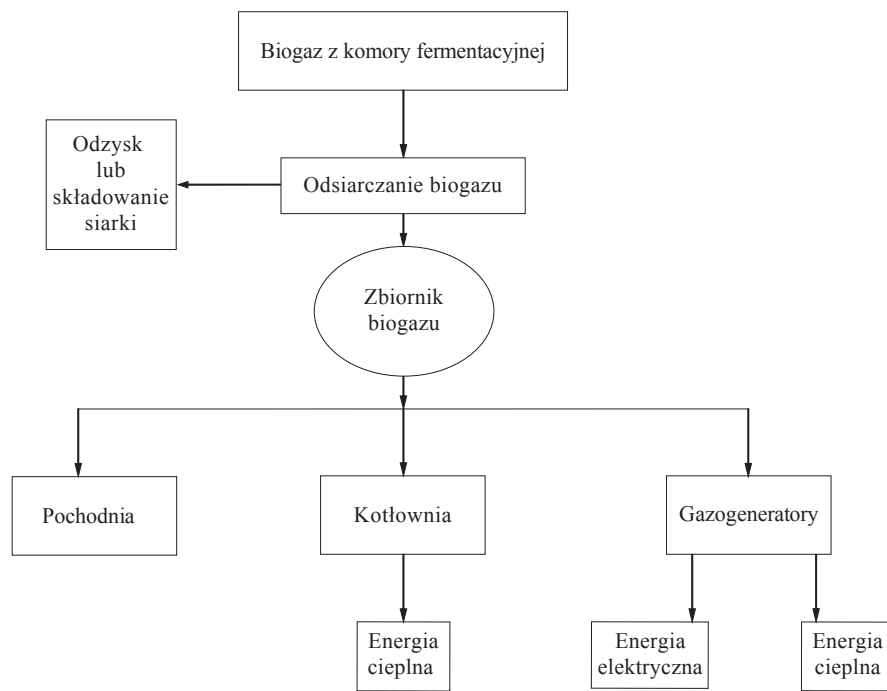 Biogaz z komory fermentacyjnej
Odzysk
lub
składowanie
siarki
Odsiarczanie biogazu
Zbiornik
biogazu
Pochodnia
Kotłownia
Gazogeneratory
Energia
cieplna
Energia
elektryczna
Energia
cieplna